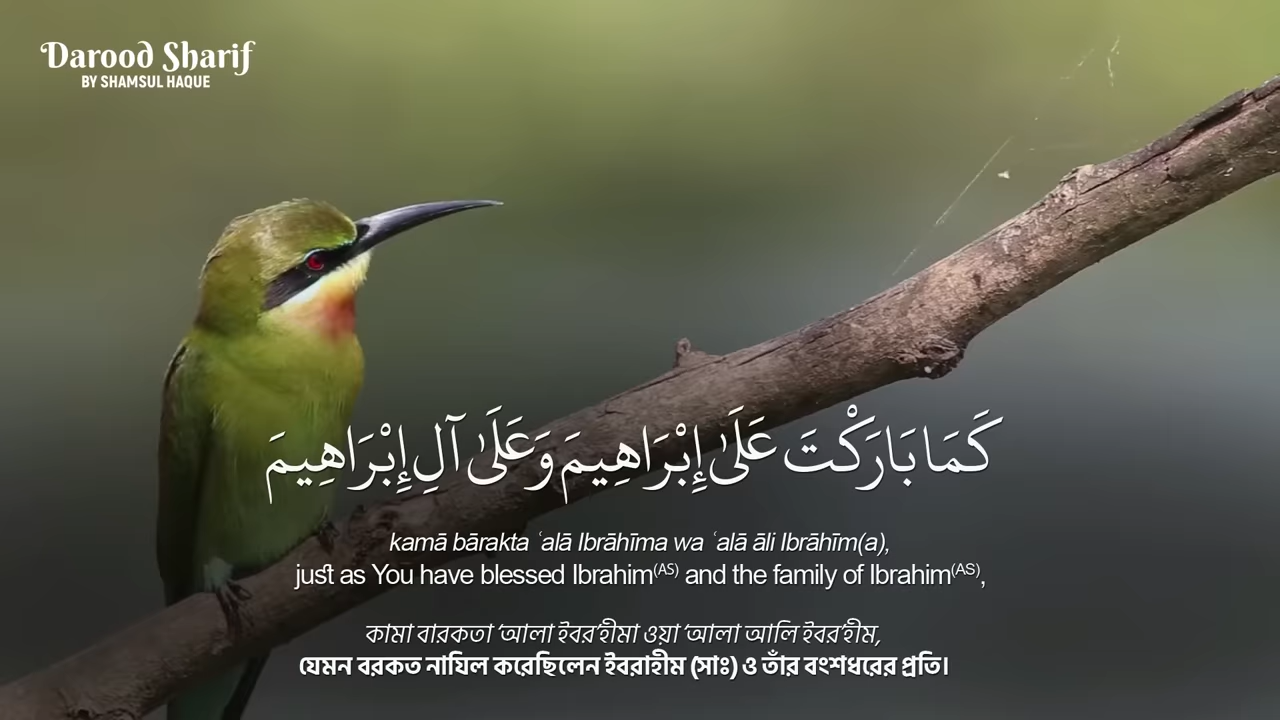 Darood Sharif
BY SHAMSUL HAQUE
كَمَا بَارَكْتَ عَلَىٰ إِبْرَاهِيمَ وَعَلَىٰ آلِ إِبْرَاهِيمَ
kamā bārakta ʿalā Ibrāhīma wa ʿalā āli Ibrāhīm(a),
just as You have blessed Ibrahim(AS) and the family of Ibrahim(AS),
কামা বারকতা ‘আলা ইবর’হীমা ওয়া ‘আলা আলি ইবর’হীম,
যেমন বরকত নাযিল করেছিলেন ইবরাহীম (সাঃ) ও তাঁর বংশধরের প্রতি।